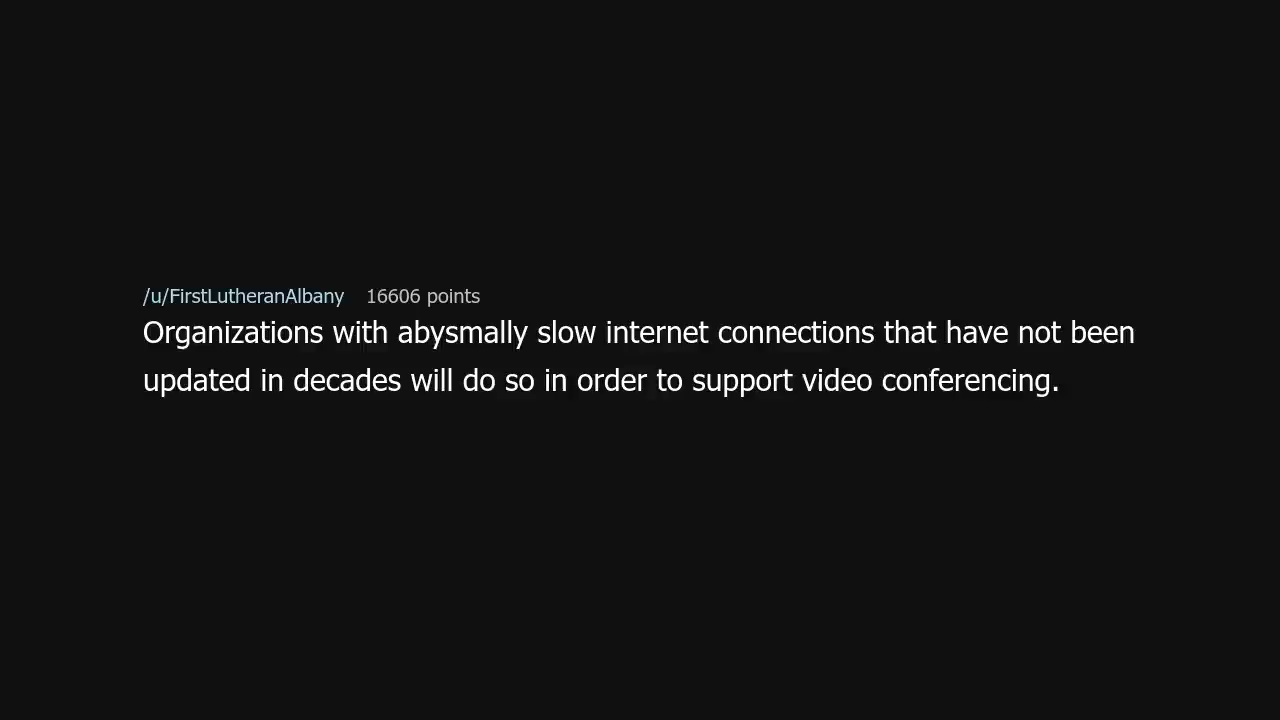 /u/FirstLutheranAlbany 16606 points
Organizations with abysmally slow internet connections that have not been
updated in decades will do so in order to support video conferencing.